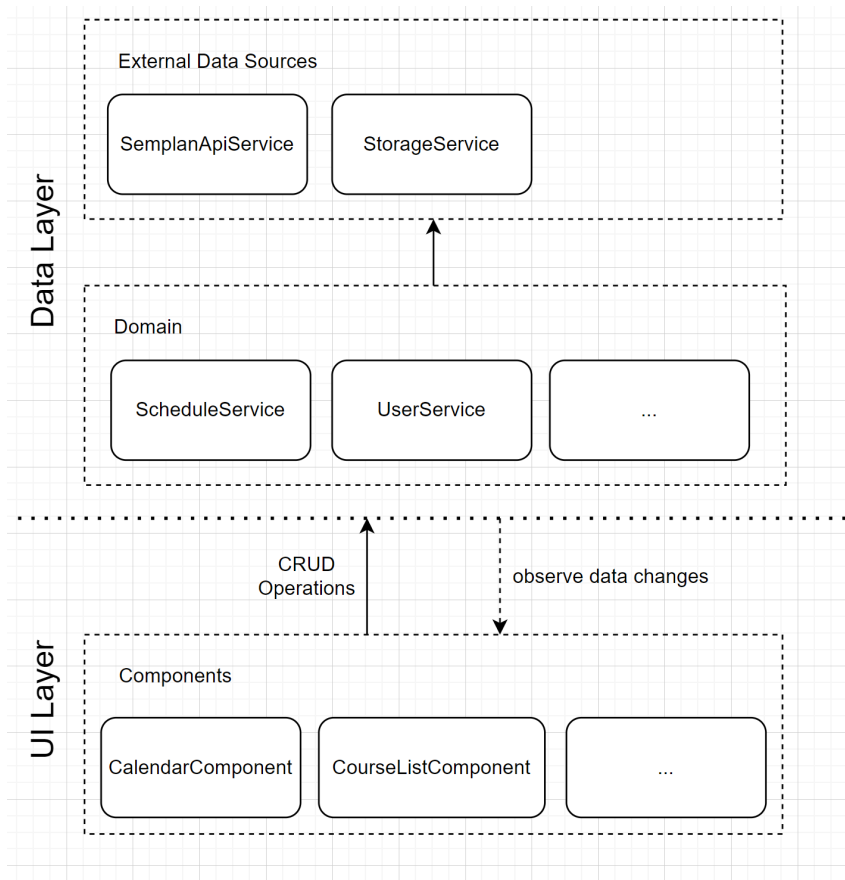 External Data Sources
SemplanApiService
StorageService
Data Layer
Domain
ScheduleService
UserService
...
CRUD
Operations
observe data changes
UI Layer
Components
CalendarComponent
CourseListComponent
...